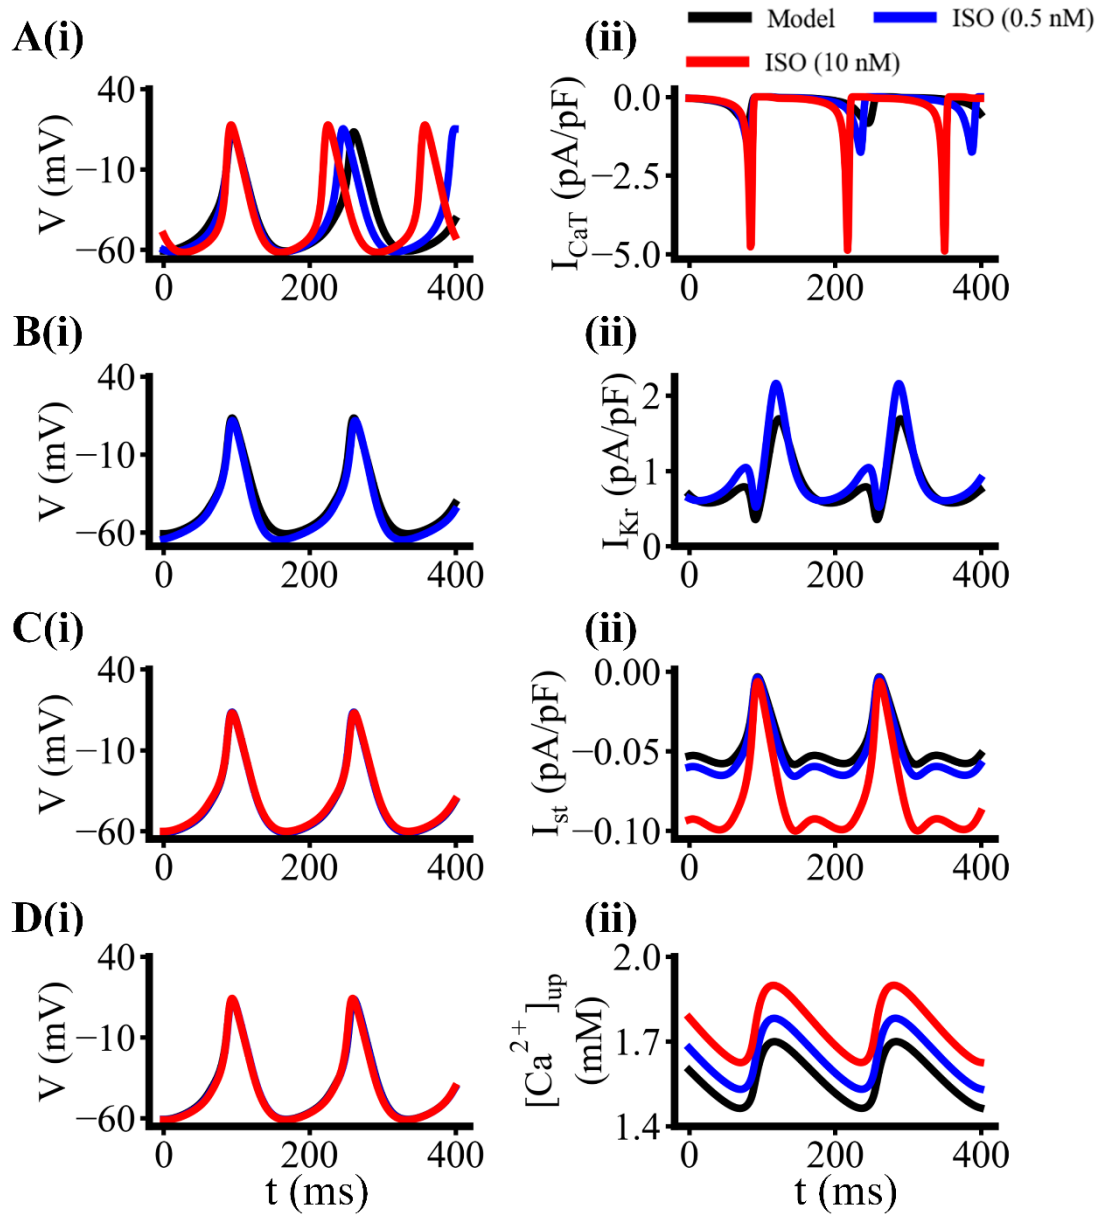 Model
ISO (0.5 nM)
ISO (10 nM)
A(i)
V (mV)
40
−10
−60
0
200
400
(ii)
I_CaT (pA/pF)
0.0
−2.5
−5.0
0
400
B(i)
V (mV)
40
−10
−60
0
200
400
(ii)
I_Kr (pA/pF)
2
1
0
0
200
400
C(i)
V (mV)
40
−10
−60
0
200
400
(ii)
I_st (pA/pF)
0.00
−0.05
−0.10
0
200
400
D(i)
V (mV)
40
−10
−60
0
200
400
t (ms)
(ii)
[Ca²⁺]_up
(mM)
2.0
1.7
1.4
0
200
400
t (ms)